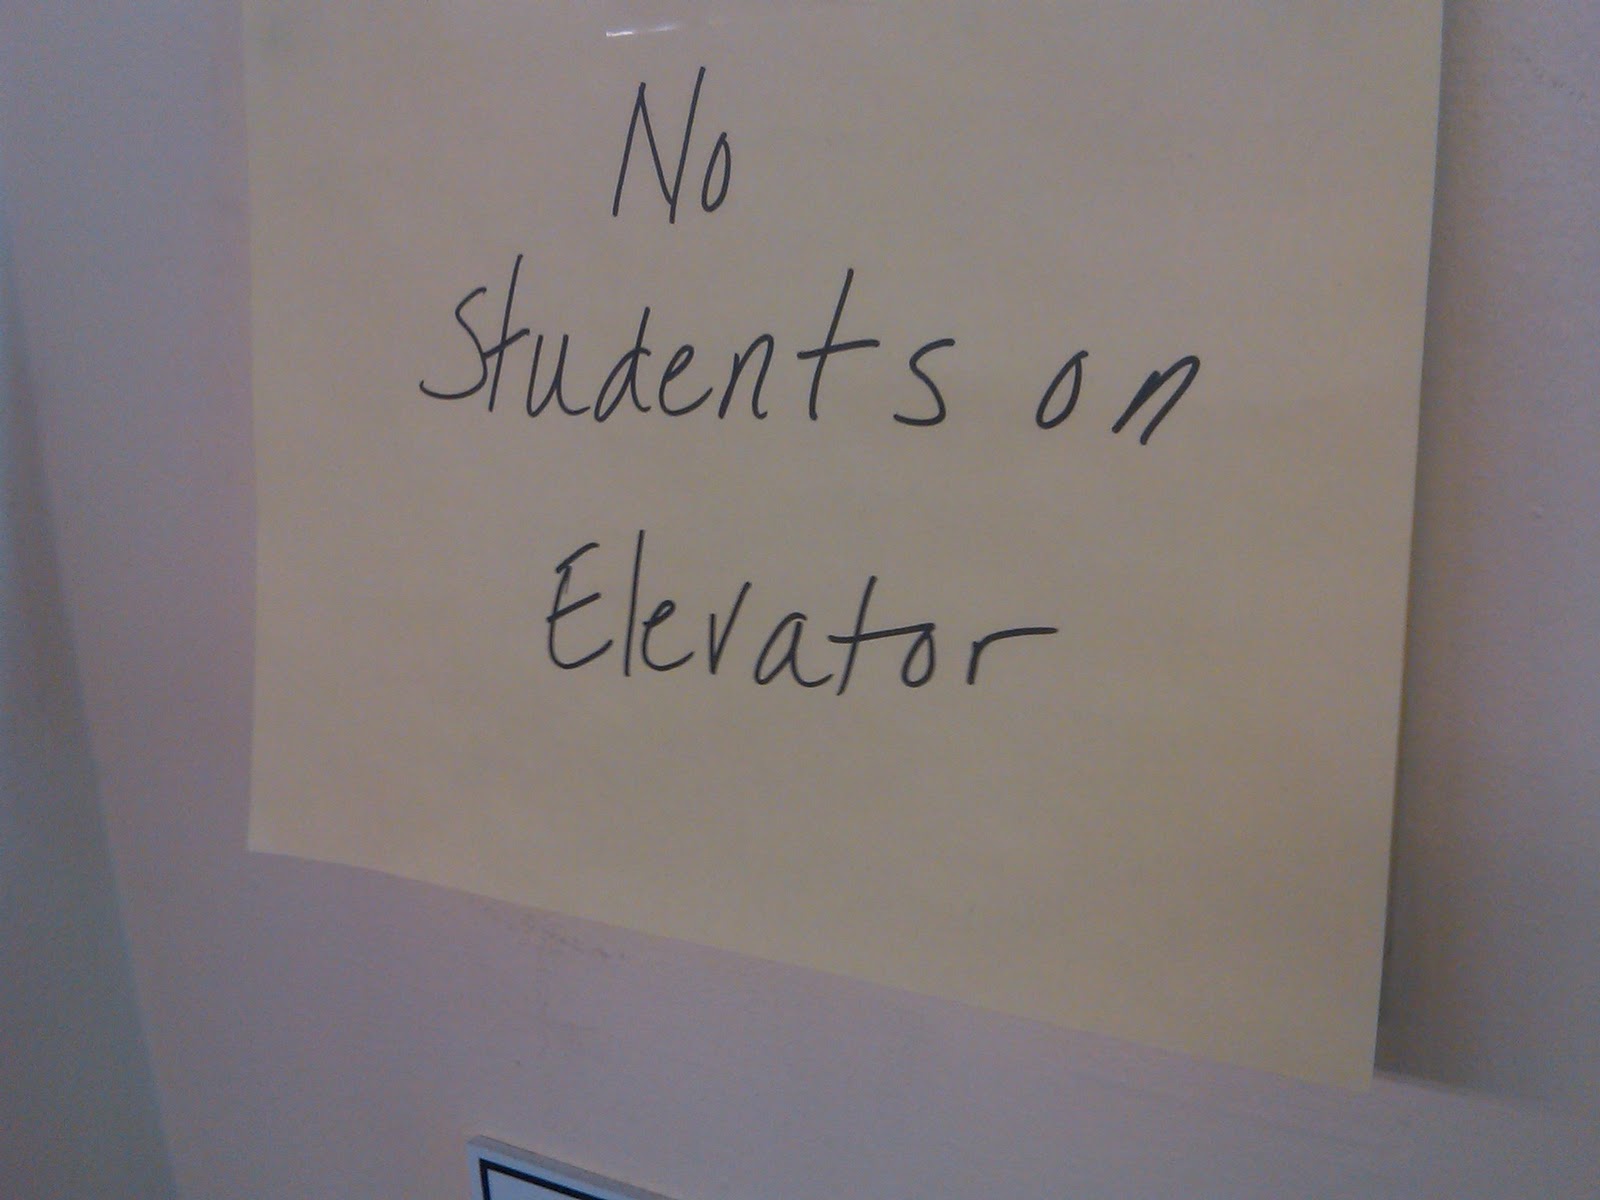 No
Students on
Elevator